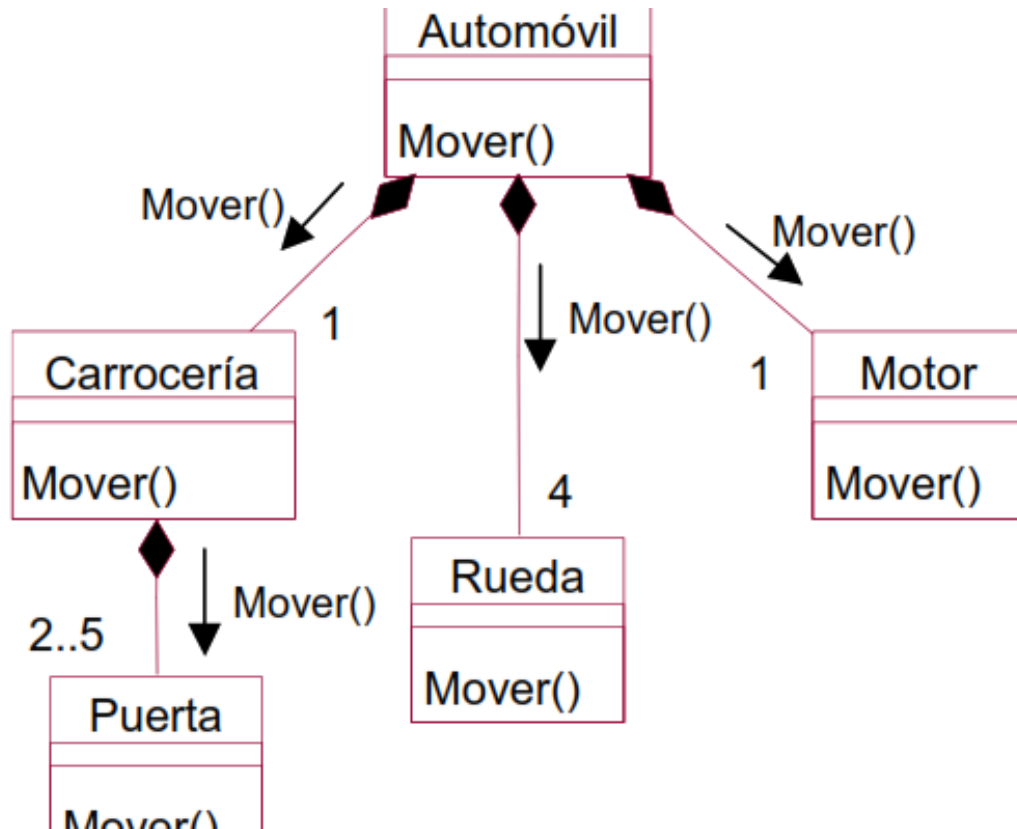 Automóvil
Mover()
Mover()
Mover()
Mover()
1
1
Carrocería
Motor
Mover()
Mover()
4
Rueda
Mover()
2..5
Mover()
Puerta
Mover()